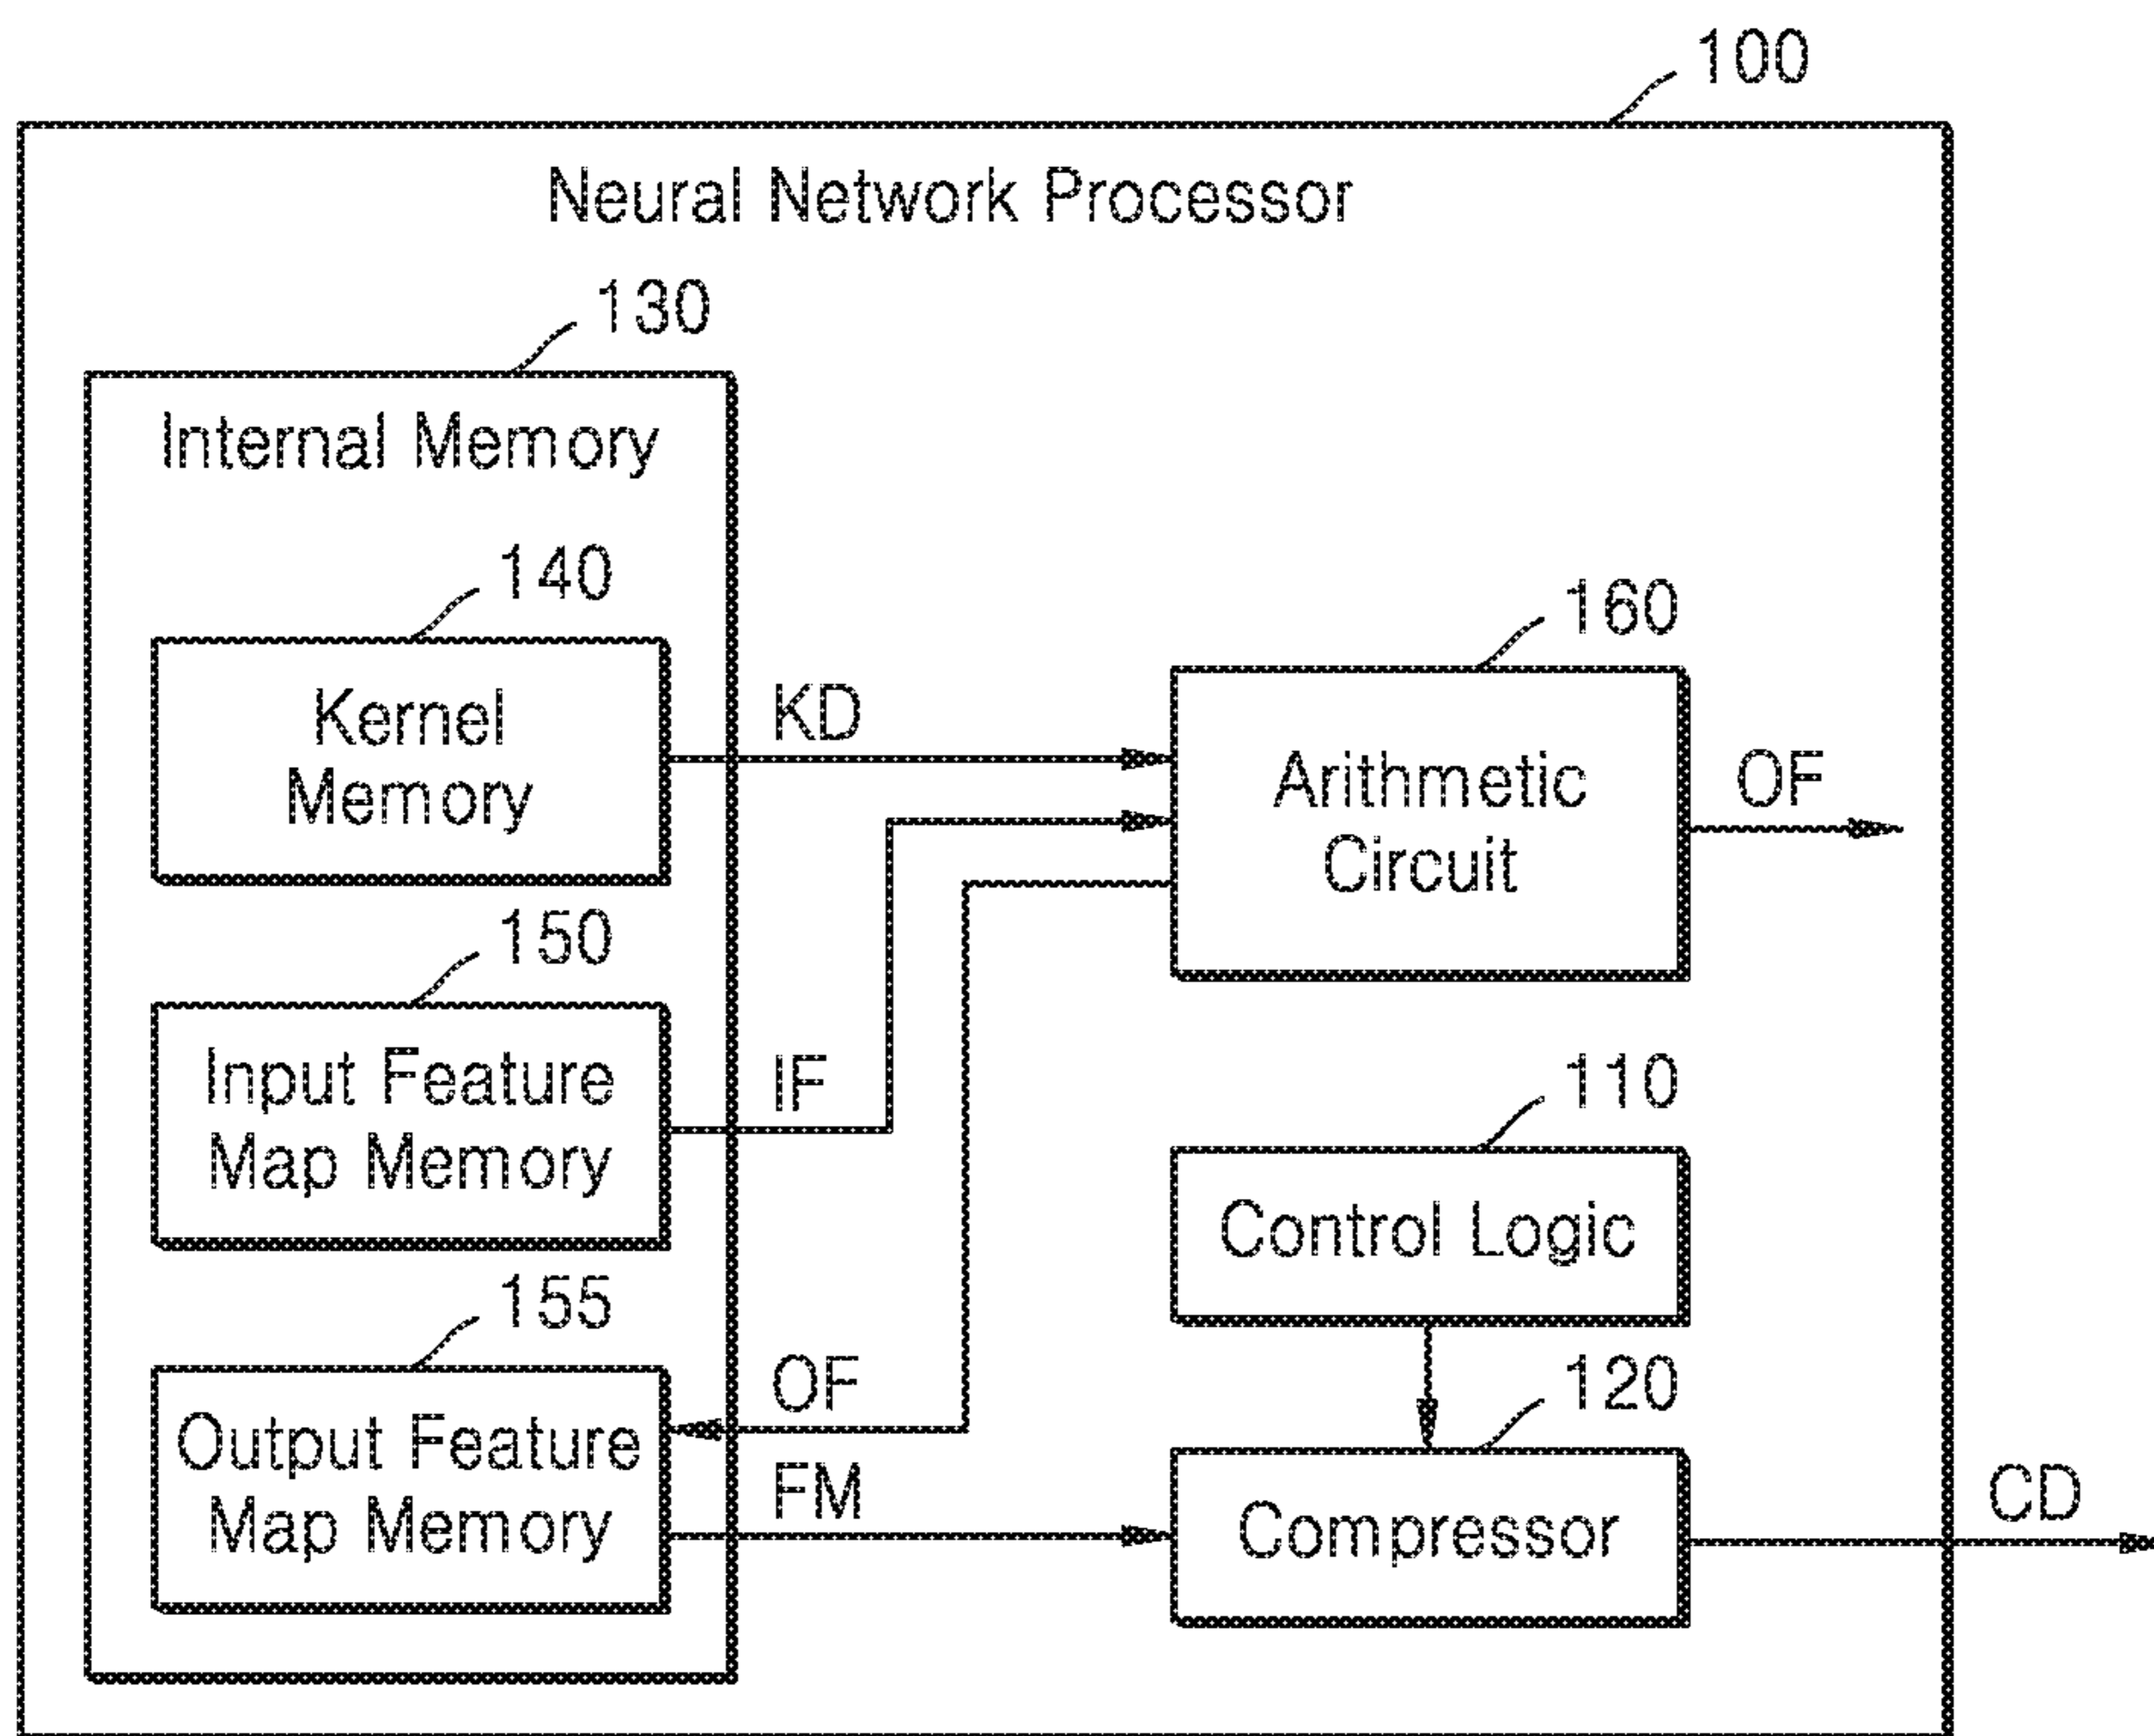 100
Neural Network Processor
130
Internal Memory
140
Kernel
Memory
KD
160
Arithmetic
Circuit
OF
150
Input Feature
Map Memory
IF
110
Control Logic
155
Output Feature
Map Memory
OF
FM
120
Compressor
CD